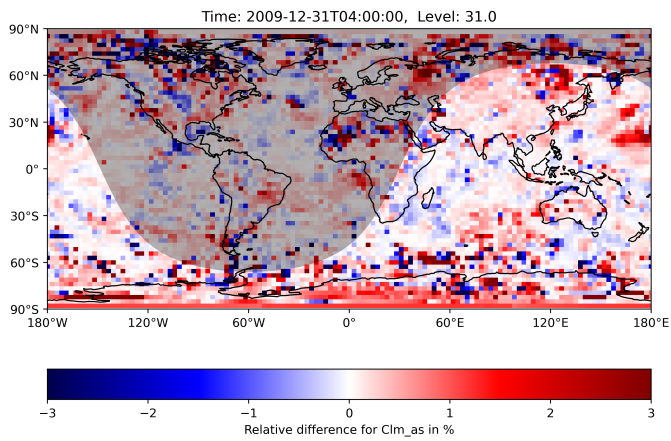 Time: 2009-12-31T04:00:00, Level: 31.0
90°N
60°N
30°N
0°
30°S
60°S
90°S
180°W 120°W 60°W 0° 60°E 120°E 180°E
−3 −2 −1 0 1 2 3
Relative difference for Clm_as in %